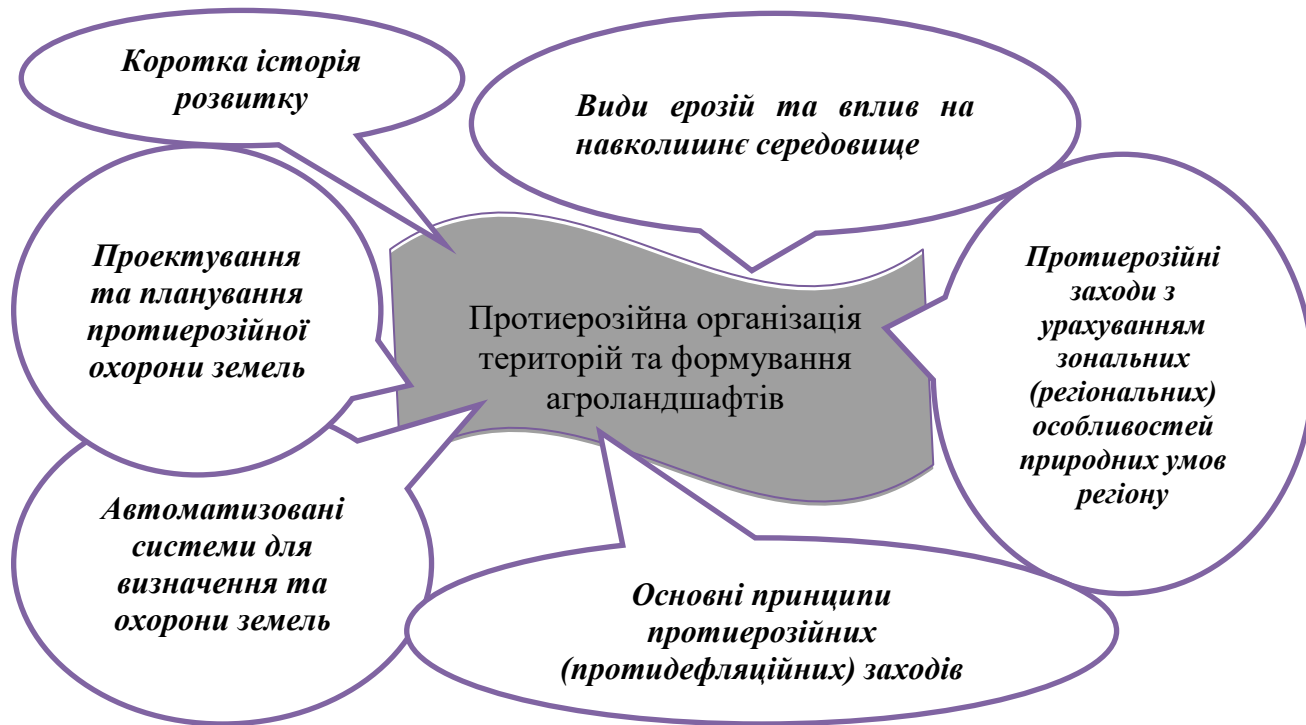 Коротка історія
розвитку
Види ерозій та вплив на
навколишнє середовище
Проектування
та планування
протиерозійної
охорони земель
Протиерозійна організація
територій та формування
агроландшафтів
Протиерозійні
заходи з
урахуванням
зональних
(регіональних)
особливостей
природних умов
регіону
Автоматизовані
системи для
визначення та
охорони земель
Основні принципи
протиерозійних
(протидефляційних) заходів